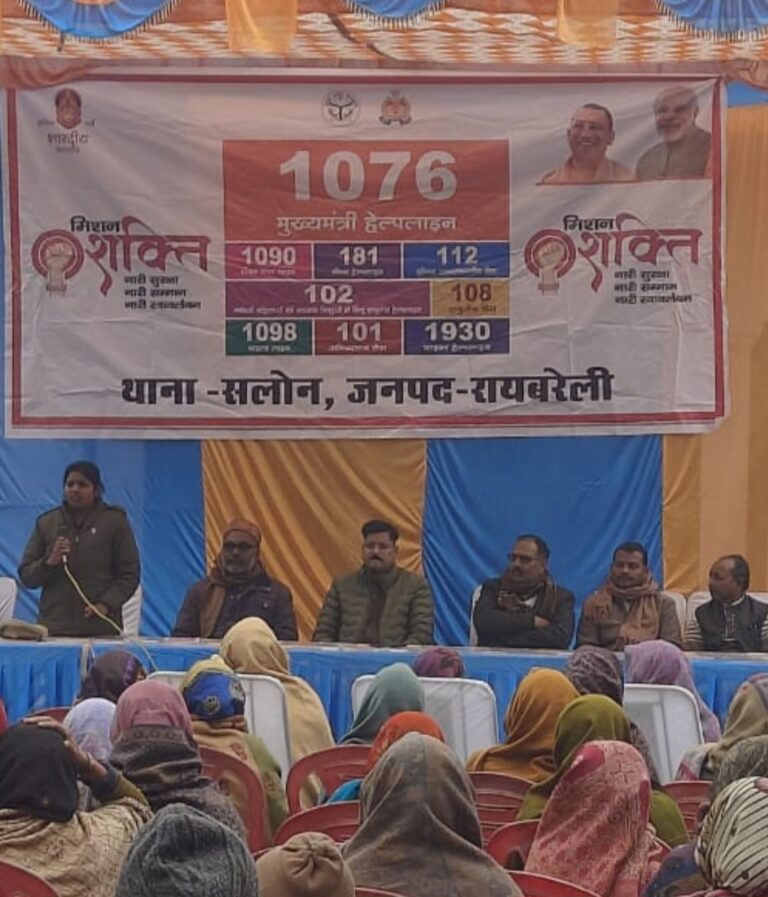 शारदीय
1076
मुख्यमंत्री हेल्पलाइन
मिशन
शक्ति
नारी सुरक्षा
नारी सम्मान
नारी स्वावलंबन
1090
181
112
102
108
1098
101
1930
मिशन
शक्ति
नारी सुरक्षा
नारी सम्मान
नारी स्वावलंबन
थाना -सलोन, जनपद-रायबरेली